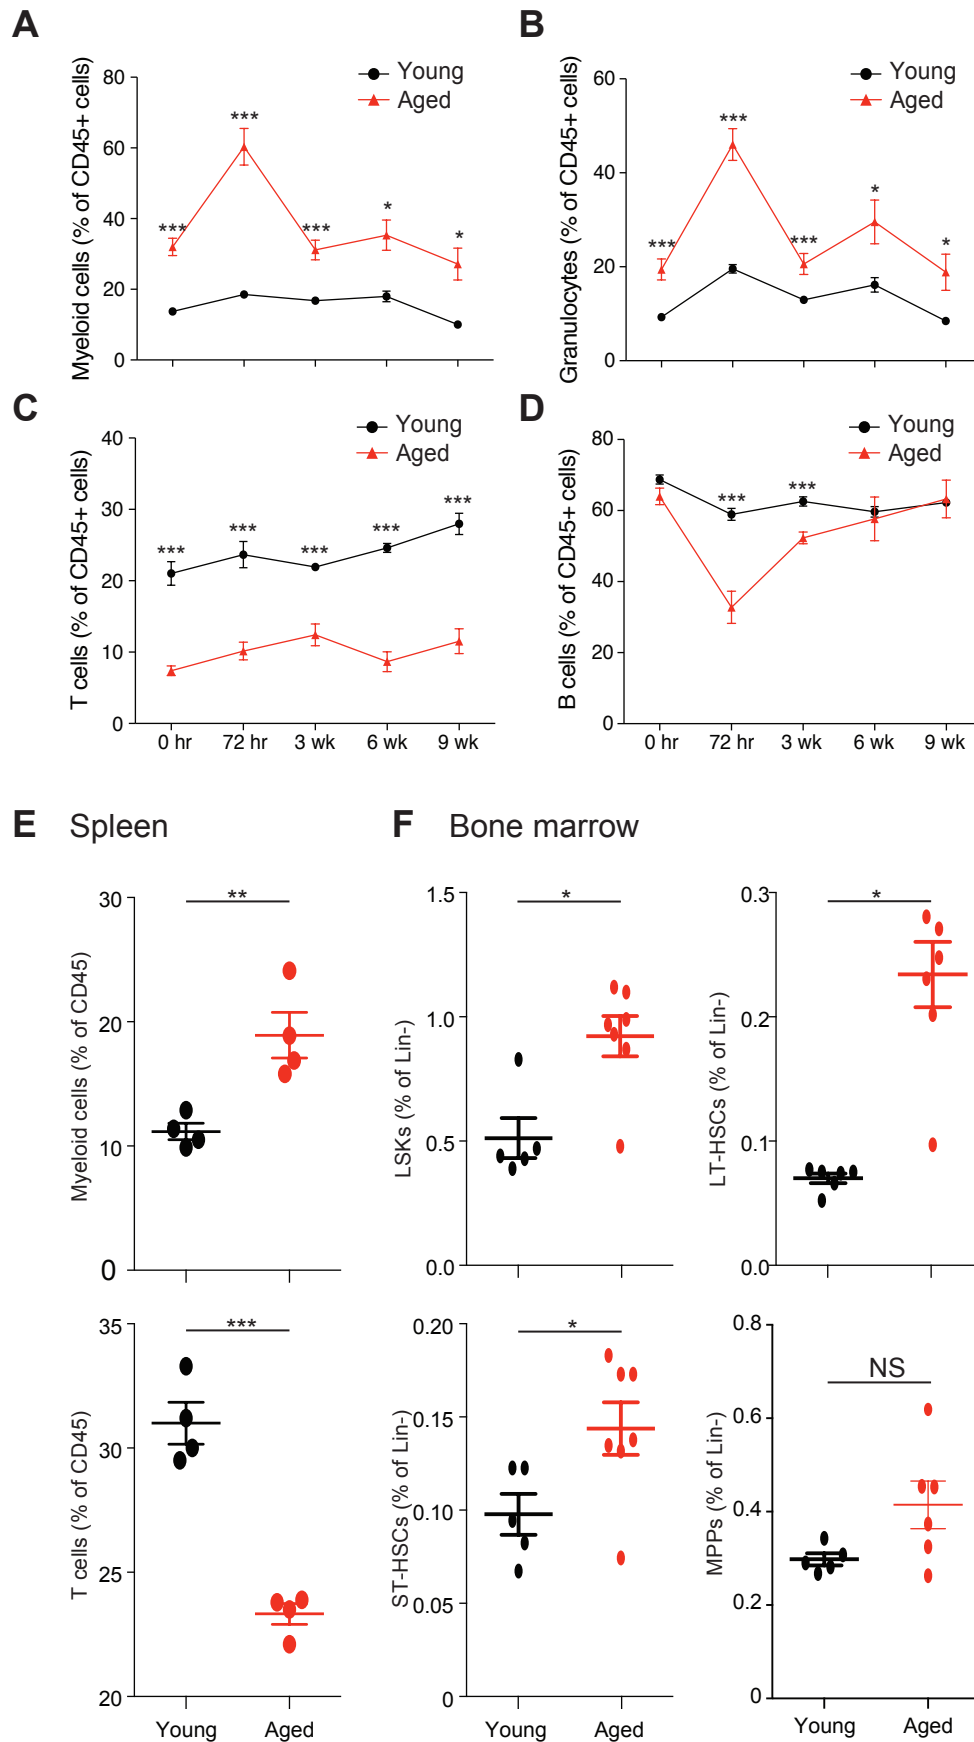 A
Myeloid cells (% of CD45+ cells)
80
60
40
20
0
Young
Aged
***
***
***
*
*
B
Granulocytes (% of CD45+ cells)
60
40
20
0
Young
Aged
***
***
***
*
*
C
T cells (% of CD45+ cells)
40
30
20
10
0
Young
Aged
***
***
***
***
***
0 hr 72 hr 3 wk 6 wk 9 wk
D
B cells (% of CD45+ cells)
80
60
40
20
0
Young
Aged
***
***
0 hr 72 hr 3 wk 6 wk 9 wk
E Spleen
Myeloid cells (% of CD45)
30
20
10
0
**
T cells (% of CD45)
35
30
25
20
***
Young Aged
F Bone marrow
LSKs (% of Lin-)
1.5
1.0
0.5
0.0
*
LT-HSCs (% of Lin-)
0.3
0.2
0.1
0.0
*
ST-HSCs (% of Lin-)
0.20
0.15
0.10
0.05
0
*
Young Aged
MPPs (% of Lin-)
0.8
0.6
0.4
0.2
0
NS
Young Aged